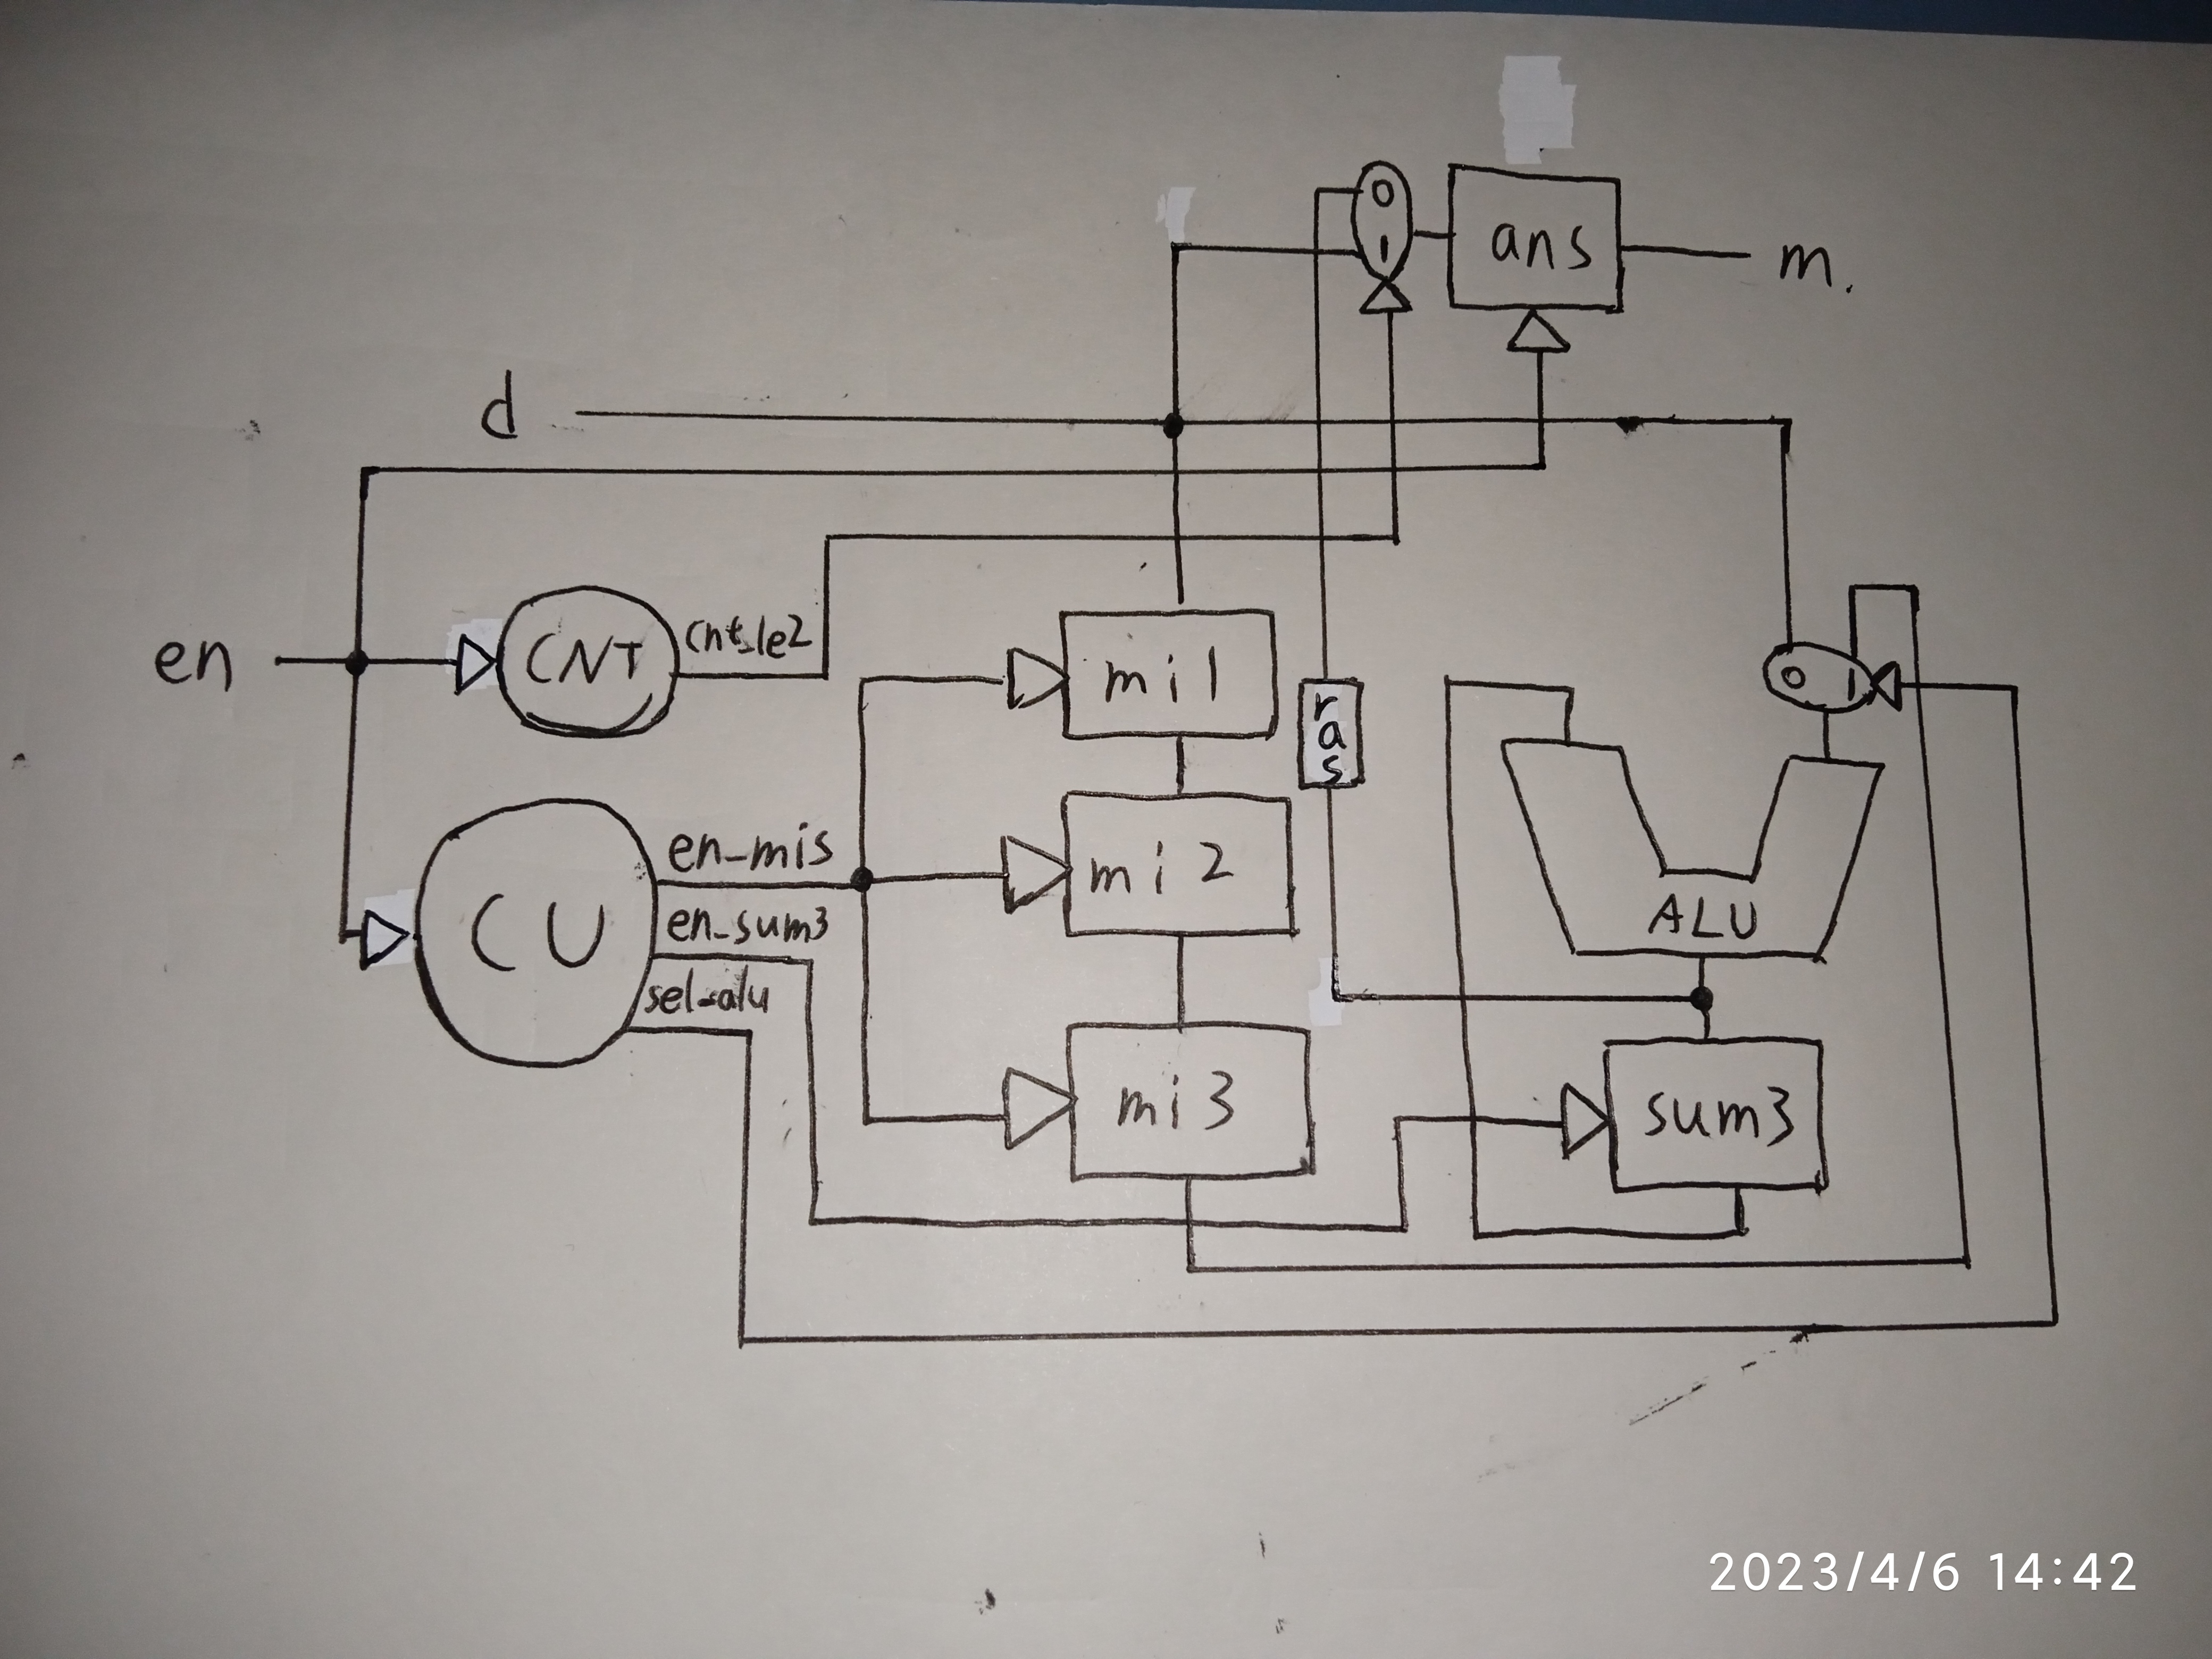 0
1
ans
m.
d
en
CNT
cnt_le2
mi1
ras
0
1
CU
en_mis
en_sum3
sel_alu
mi2
ALU
mi3
sum3
2023/4/6 14:42